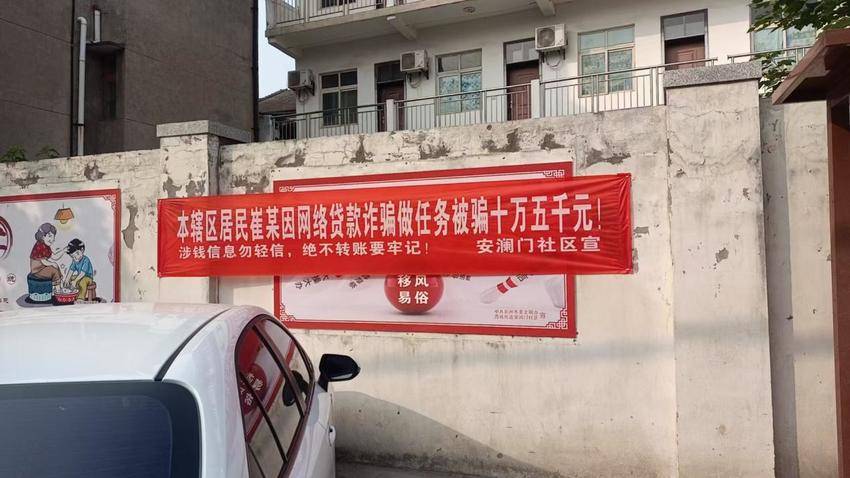 本辖区居民崔某因网络贷款诈骗做任务被骗十万五千元!
涉钱信息勿轻信，绝不转账要牢记! 安澜门社区宣
移风
易俗